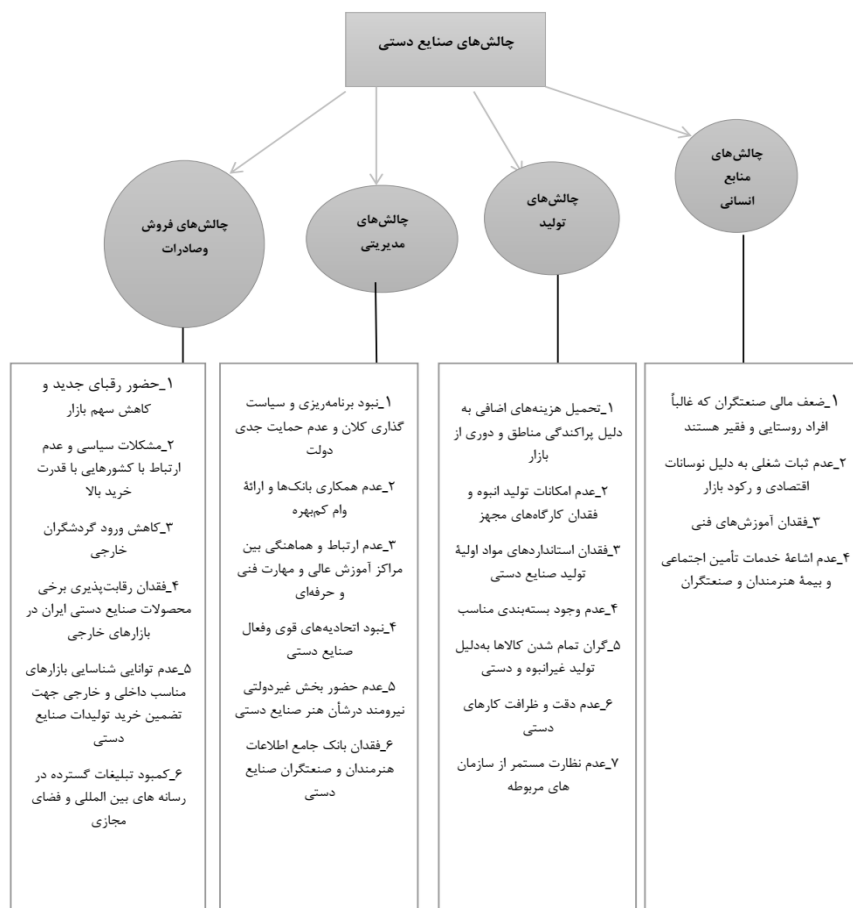 چالش‌های صنایع دستی
چالش‌های
منابع
انسانی
چالش‌های
تولید
چالش‌های
مدیریتی
چالش‌های فروش
وصادرات
۱_ضعف مالی صنعتگران که غالباً
افراد روستایی و فقیر هستند
۲_عدم ثبات شغلی به دلیل نوسانات
اقتصادی و رکود بازار
۳_فقدان آموزش‌های فنی
۴_عدم اشاعهٔ خدمات تأمین اجتماعی
و بیمهٔ هنرمندان و صنعتگران
۱_تحمیل هزینه‌های اضافی به
دلیل پراکندگی مناطق و دوری از
بازار
۲_عدم امکانات تولید انبوه و
فقدان کارگاه‌های مجهز
۳_فقدان استانداردهای مواد اولیهٔ
تولید صنایع دستی
۴_عدم وجود بسته‌بندی مناسب
۵_گران تمام شدن کالاها به‌دلیل
تولید غیرانبوه و دستی
۶_عدم دقت و ظرافت کارهای
دستی
۷_عدم نظارت مستمر از سازمان
های مربوطه
۱_نبود برنامه‌ریزی و سیاست
گذاری کلان و عدم حمایت جدی
دولت
۲_عدم همکاری بانک‌ها و ارائهٔ
وام کم‌بهره
۳_عدم ارتباط و هماهنگی بین
مراکز آموزش عالی و مهارت فنی
و حرفه‌ای
۴_نبود اتحادیه‌های قوی وفعال
صنایع دستی
۵_عدم حضور بخش غیردولتی
نیرومند درشأن هنر صنایع دستی
۶_فقدان بانک جامع اطلاعات
هنرمندان و صنعتگران صنایع
دستی
۱_حضور رقبای جدید و
کاهش سهم بازار
۲_مشکلات سیاسی و عدم
ارتباط با کشورهایی با قدرت
خرید بالا
۳_کاهش ورود گردشگران
خارجی
۴_فقدان رقابت‌پذیری برخی
محصولات صنایع دستی ایران در
بازارهای خارجی
۵_عدم توانایی شناسایی بازارهای
مناسب داخلی و خارجی جهت
تضمین خرید تولیدات صنایع
دستی
۶_کمبود تبلیغات گسترده در
رسانه های بین المللی و فضای
مجازی